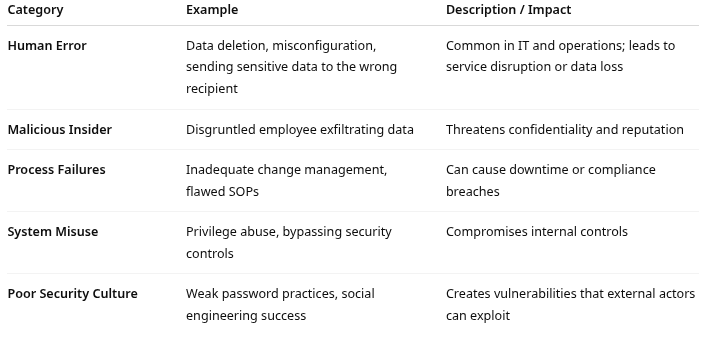 Category Example Description / Impact
Human Error Data deletion, misconfiguration, Common in IT and operations; leads to
sending sensitive data to the wrong service disruption or data loss
recipient
Malicious Insider Disgruntled employee exfiltrating data Threatens confidentiality and reputation
Process Failures Inadequate change management, Can cause downtime or compliance
flawed SOPs breaches
System Misuse Privilege abuse, bypassing security Compromises internal controls
controls
Poor Security Culture Weak password practices, social Creates vulnerabilities that external actors
engineering success can exploit